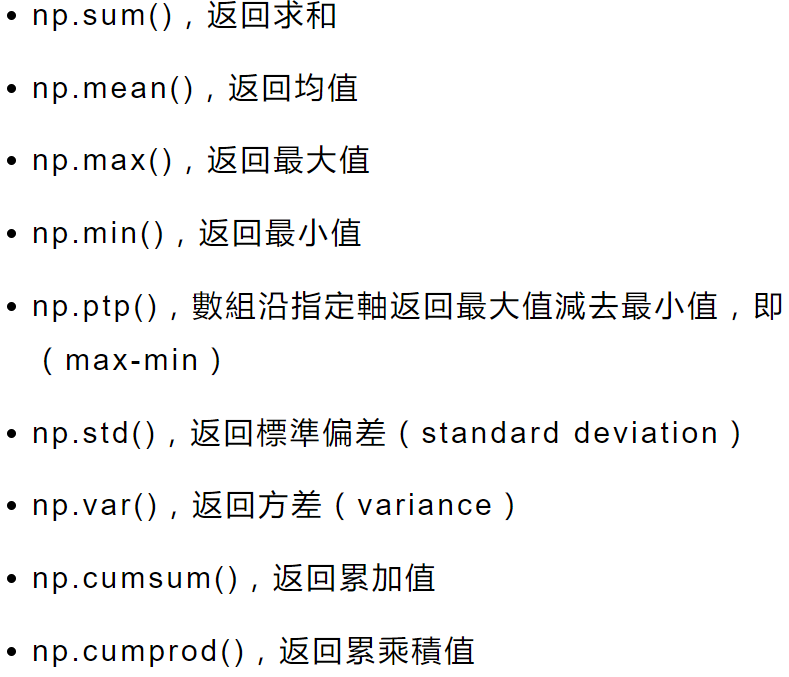 • np.sum()，返回求和
• np.mean()，返回均值
• np.max()，返回最大值
• np.min()，返回最小值
• np.ptp()，數組沿指定軸返回最大值減去最小值，即
（max-min）
• np.std()，返回標準偏差（standard deviation）
• np.var()，返回方差（variance）
• np.cumsum()，返回累加值
• np.cumprod()，返回累乘積值